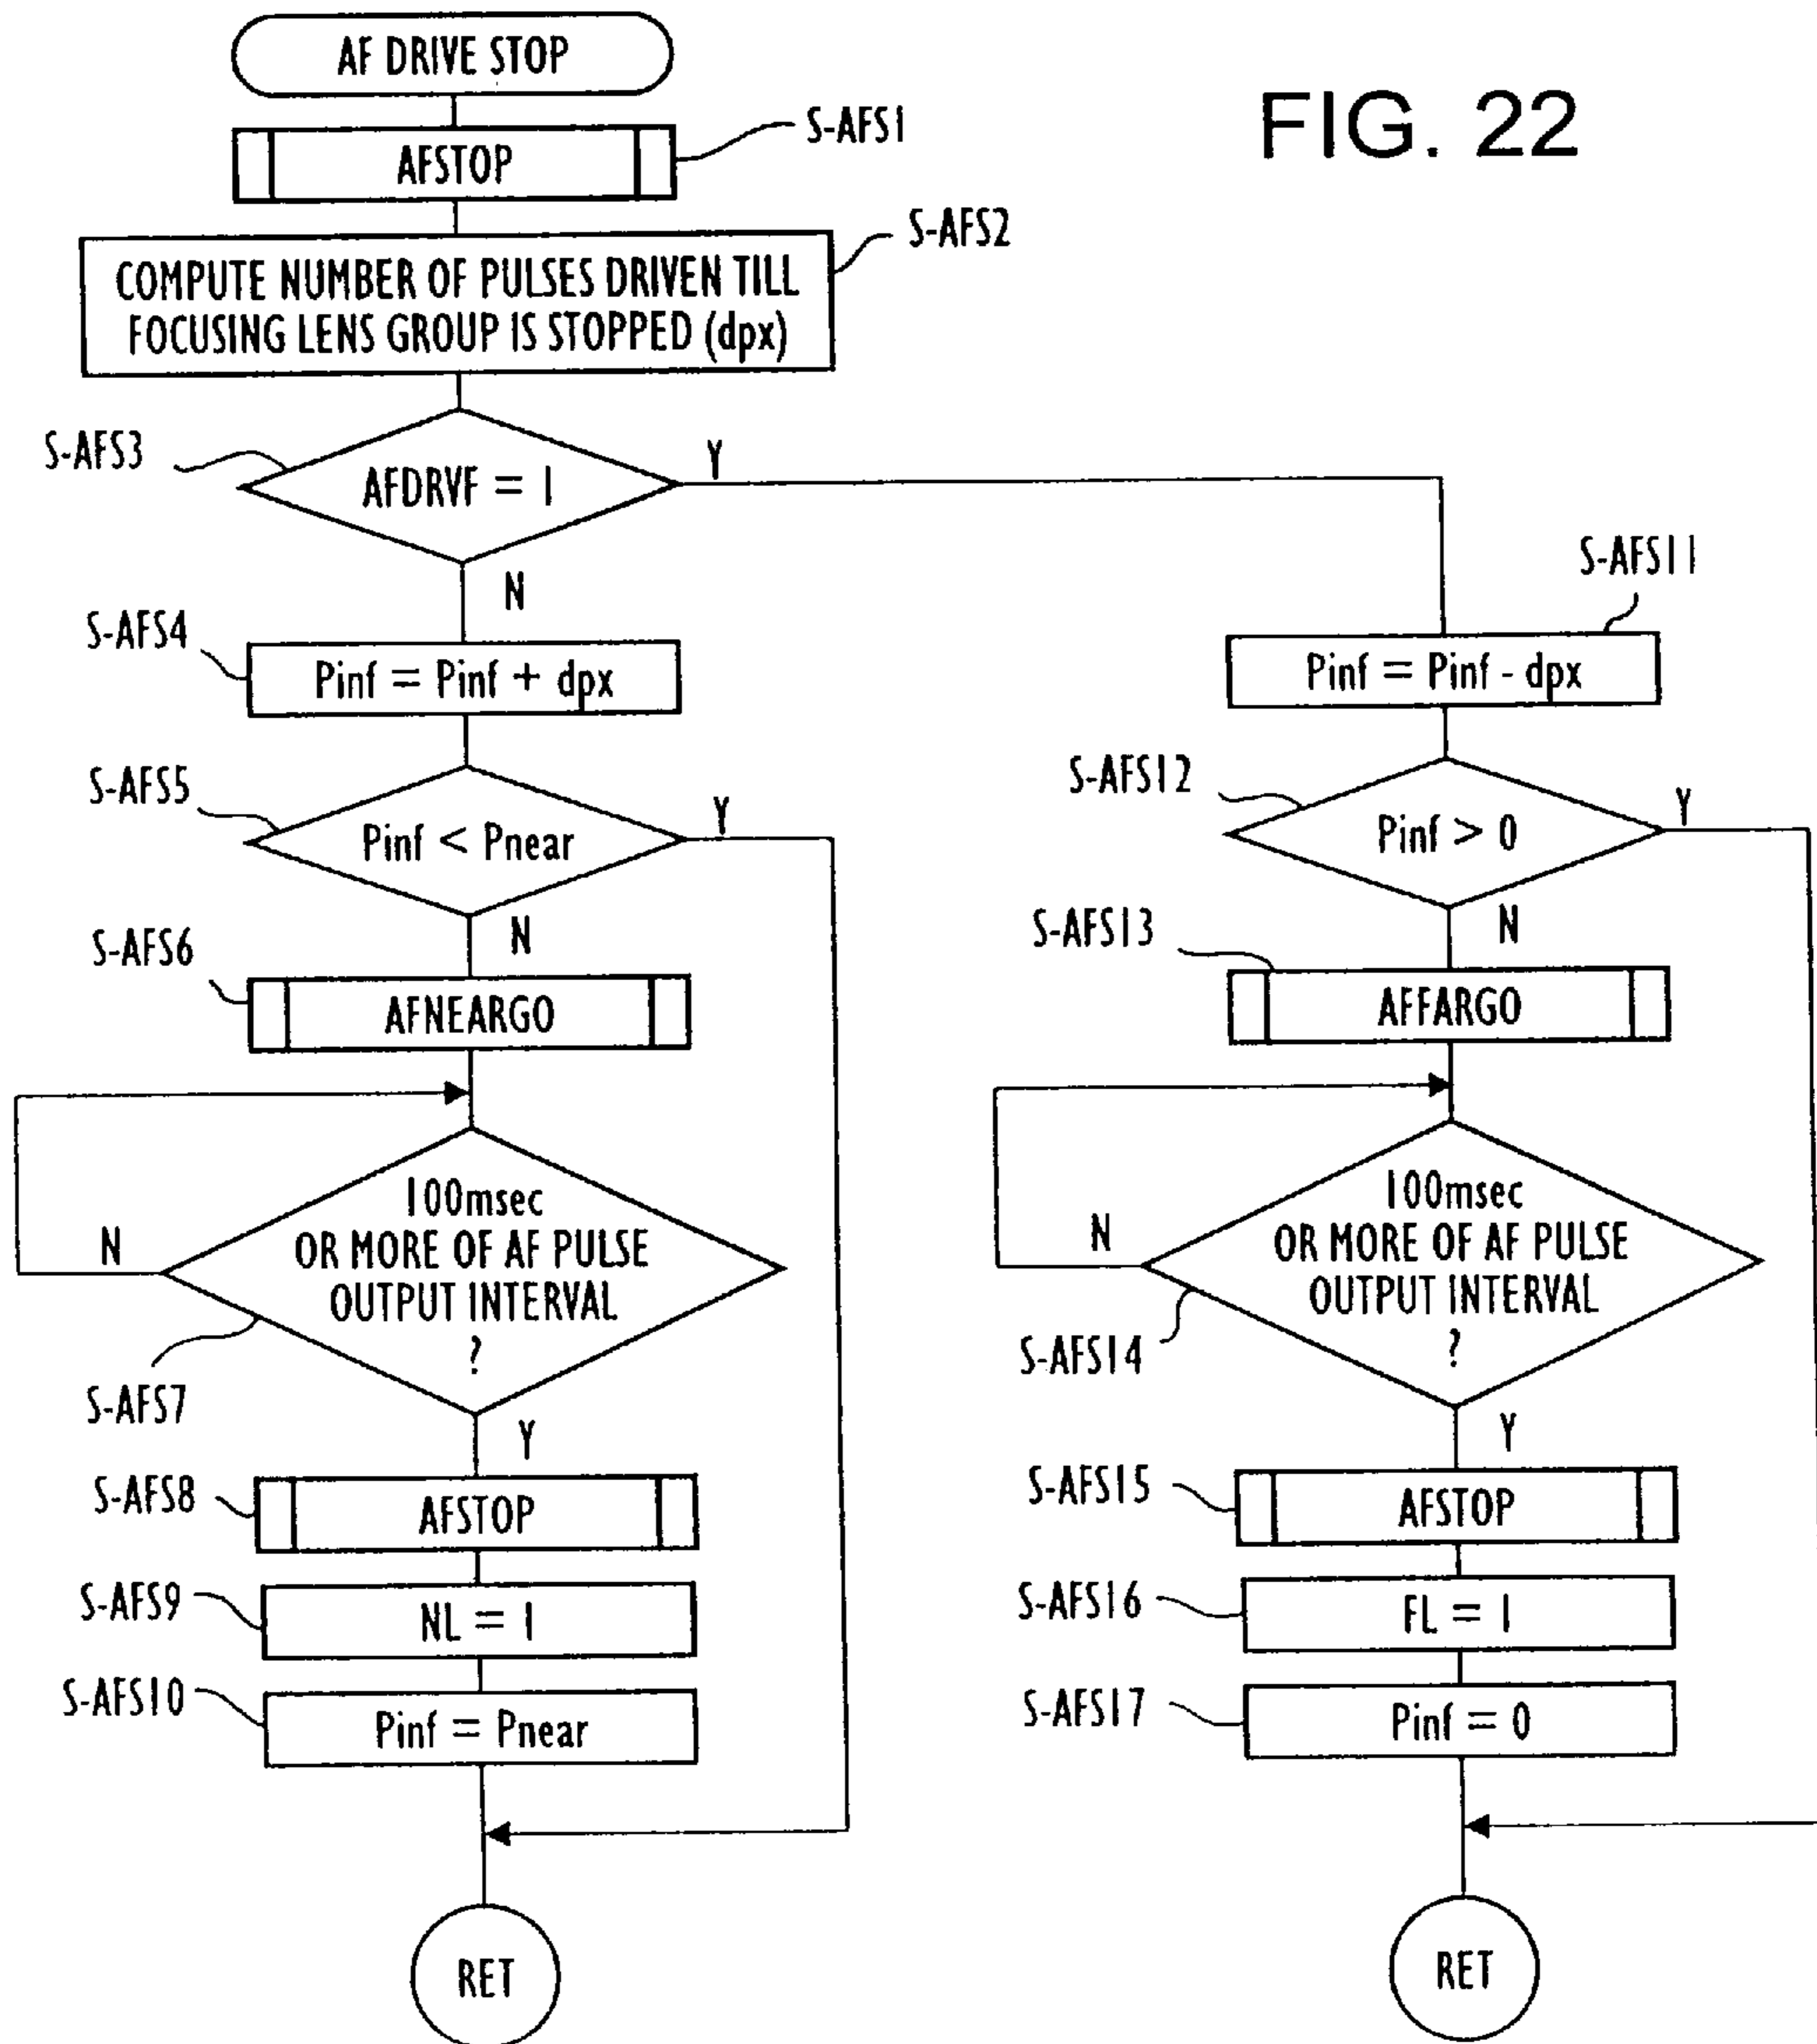 FIG. 22
AF DRIVE STOP
S-AFS1
AFSTOP
S-AFS2
COMPUTE NUMBER OF PULSES DRIVEN TILL
FOCUSING LENS GROUP IS STOPPED (dpx)
S-AFS3
AFDRVF = 1
Y
N
S-AFS4
Pinf = Pinf + dpx
S-AFS5
Pinf < Pnear
Y
N
S-AFS6
AFNEARGO
100msec
OR MORE OF AF PULSE
OUTPUT INTERVAL
?
N
S-AFS7
Y
S-AFS8
AFSTOP
S-AFS9
NL = 1
S-AFS10
Pinf = Pnear
RET
S-AFS11
Pinf = Pinf - dpx
S-AFS12
Pinf > 0
Y
N
S-AFS13
AFFARGO
100msec
OR MORE OF AF PULSE
OUTPUT INTERVAL
?
N
S-AFS14
Y
S-AFS15
AFSTOP
S-AFS16
FL = 1
S-AFS17
Pinf = 0
RET